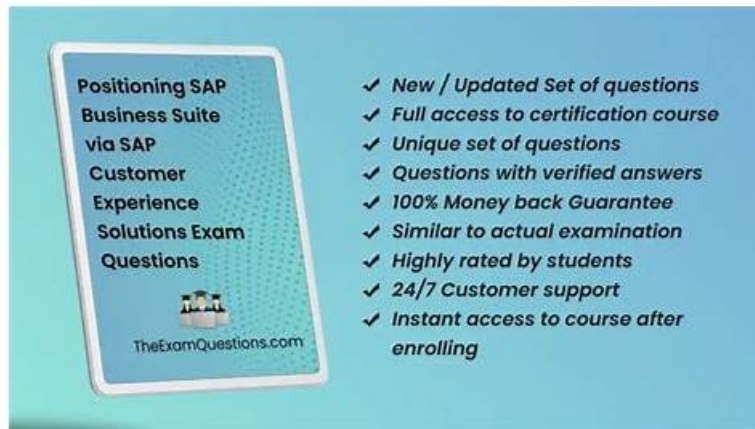 Positioning SAP
Business Suite
via SAP
Customer
Experience
Solutions Exam
Questions
TheExamQuestions.com
✓ New / Updated Set of questions
✓ Full access to certification course
✓ Unique set of questions
✓ Questions with verified answers
✓ 100% Money back Guarantee
✓ Similar to actual examination
✓ Highly rated by students
✓ 24/7 Customer support
✓ Instant access to course after
enrolling